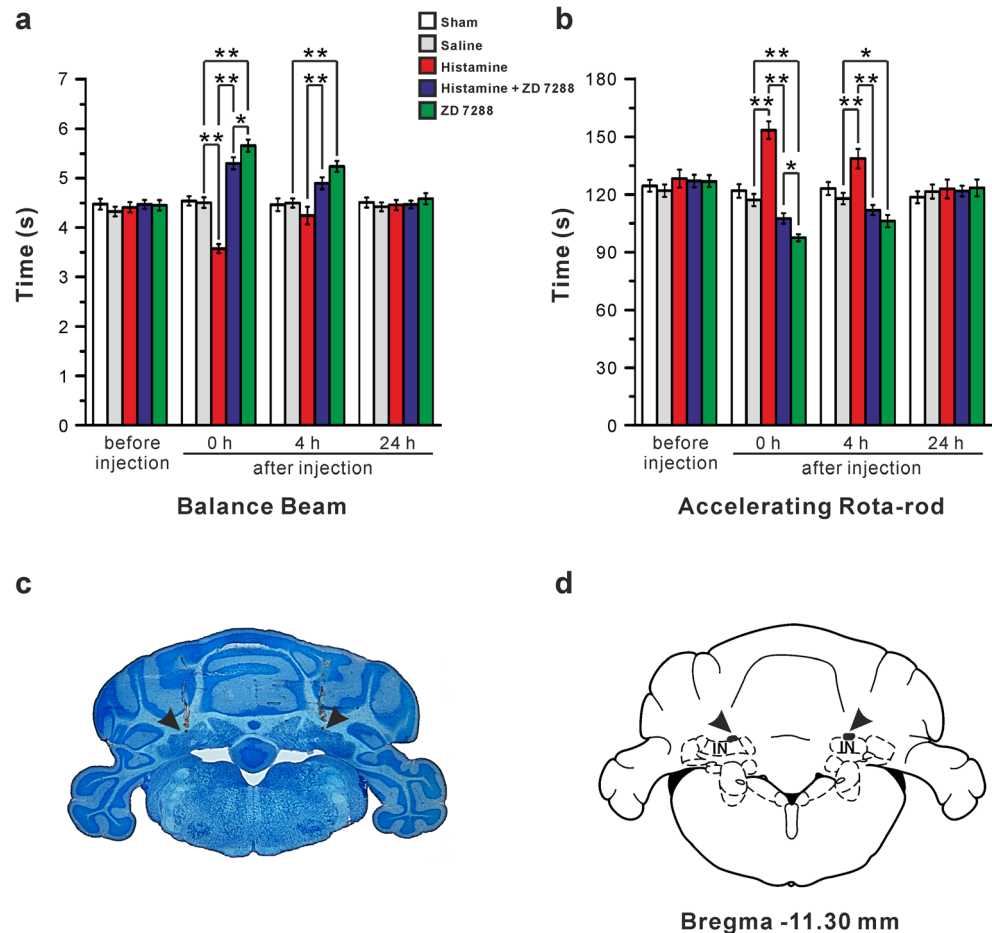 a
Sham
Saline
Histamine
Histamine + ZD 7288
ZD 7288
7
6
5
4
3
2
1
0
Time (s)
** ** ** * ** ** **
before injection
0 h
4 h
24 h
after injection
Balance Beam
b
180
150
120
90
60
30
0
Time (s)
** ** ** * * ** **
before injection
0 h
4 h
24 h
after injection
Accelerating Rota-rod
c
d
IN
IN
Bregma -11.30 mm